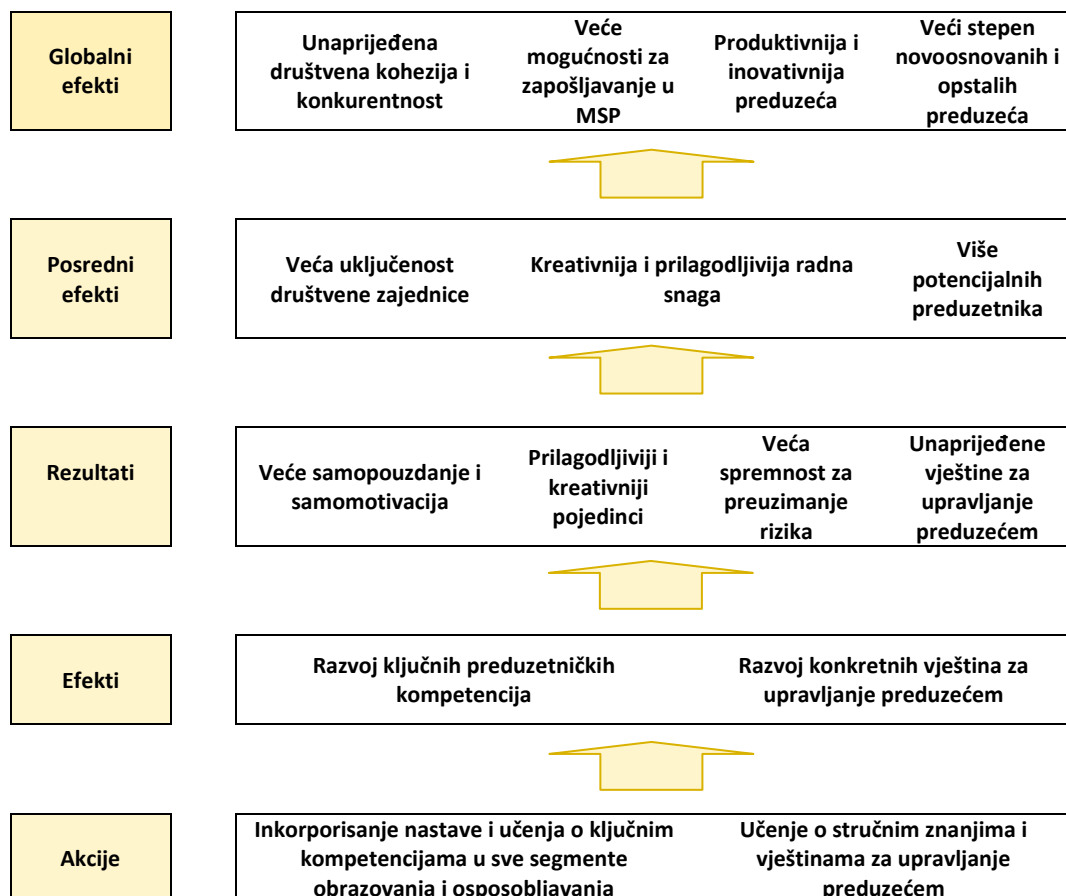 Globalni
efekti
Unaprijeđena
društvena kohezija i
konkurentnost
Veće
mogućnosti za
zapošljavanje u
MSP
Produktivnija i
inovativnija
preduzeća
Veći stepen
novoosnovanih i
opstalih
preduzeća
Posredni
efekti
Veća uključenost
društvene zajednice
Kreativnija i prilagodljivija radna
snaga
Više
potencijalnih
preduzetnika
Rezultati
Veće samopouzdanje i
samomotivacija
Prilagodljiviji i
kreativniji
pojedinci
Veća
spremnost za
preuzimanje
rizika
Unaprijeđene
vještine za
upravljanje
preduzećem
Efekti
Razvoj ključnih preduzetničkih
kompetencija
Razvoj konkretnih vještina za
upravljanje preduzećem
Akcije
Inkorporisanje nastave i učenja o ključnim
kompetencijama u sve segmente
obrazovanja i osposobljavanja
Učenje o stručnim znanjima i
vještinama za upravljanje
preduzećem